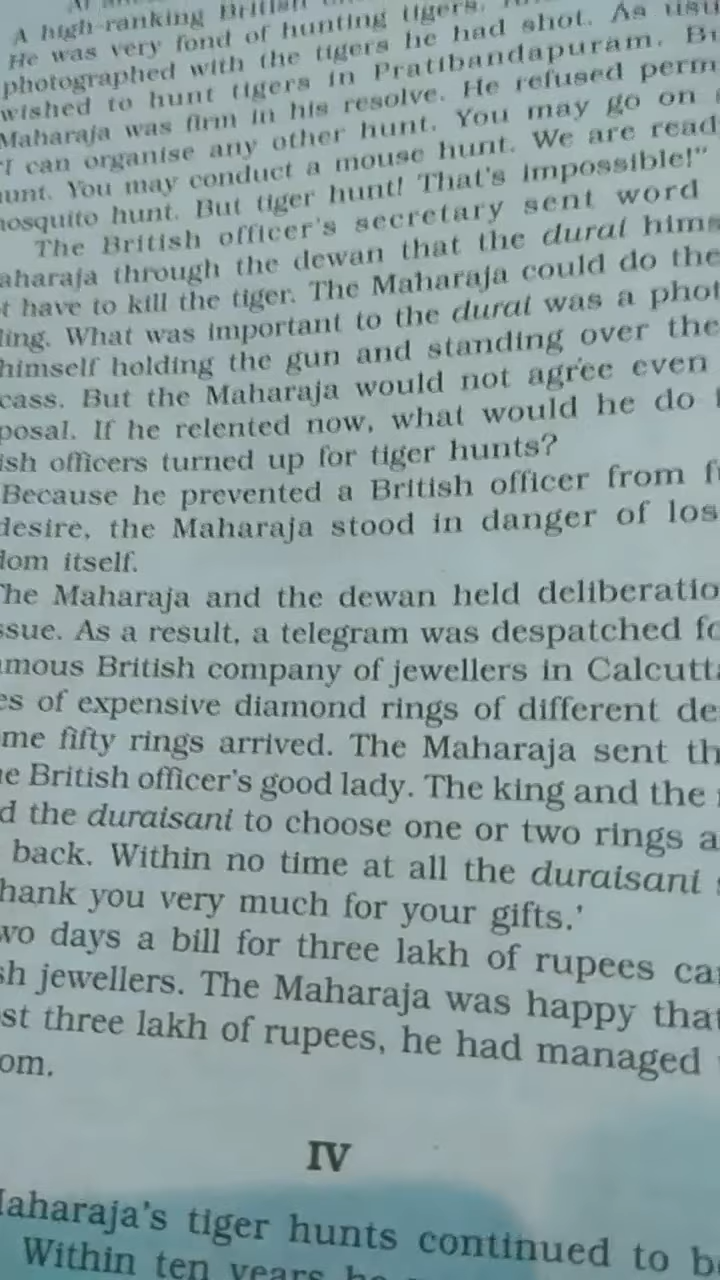 A high-ranking British
He was very fond of hunting tigers.
photographed with the tigers he had shot. As usu
wished to hunt tigers in Pratibandapuram. Bu
Maharaja was firm in his resolve. He refused perm
'I can organise any other hunt. You may go on
unt. You may conduct a mouse hunt. We are read
nosquito hunt. But tiger hunt! That's impossible!"
The British officer's secretary sent word
aharaja through the dewan that the durai hims
t have to kill the tiger. The Maharaja could do the
ling. What was important to the durai was a phot
himself holding the gun and standing over the
cass. But the Maharaja would not agree even
posal. If he relented now, what would he do
ish officers turned up for tiger hunts?
Because he prevented a British officer from fu
desire, the Maharaja stood in danger of los
dom itself.
The Maharaja and the dewan held deliberatio
ssue. As a result, a telegram was despatched fo
amous British company of jewellers in Calcutta
es of expensive diamond rings of different de
me fifty rings arrived. The Maharaja sent th
e British officer's good lady. The king and the
d the duraisani to choose one or two rings a
back. Within no time at all the duraisani s
hank you very much for your gifts.'
wo days a bill for three lakh of rupees ca
sh jewellers. The Maharaja was happy that
st three lakh of rupees, he had managed
om.
IV
Maharaja's tiger hunts continued to b
Within ten years he